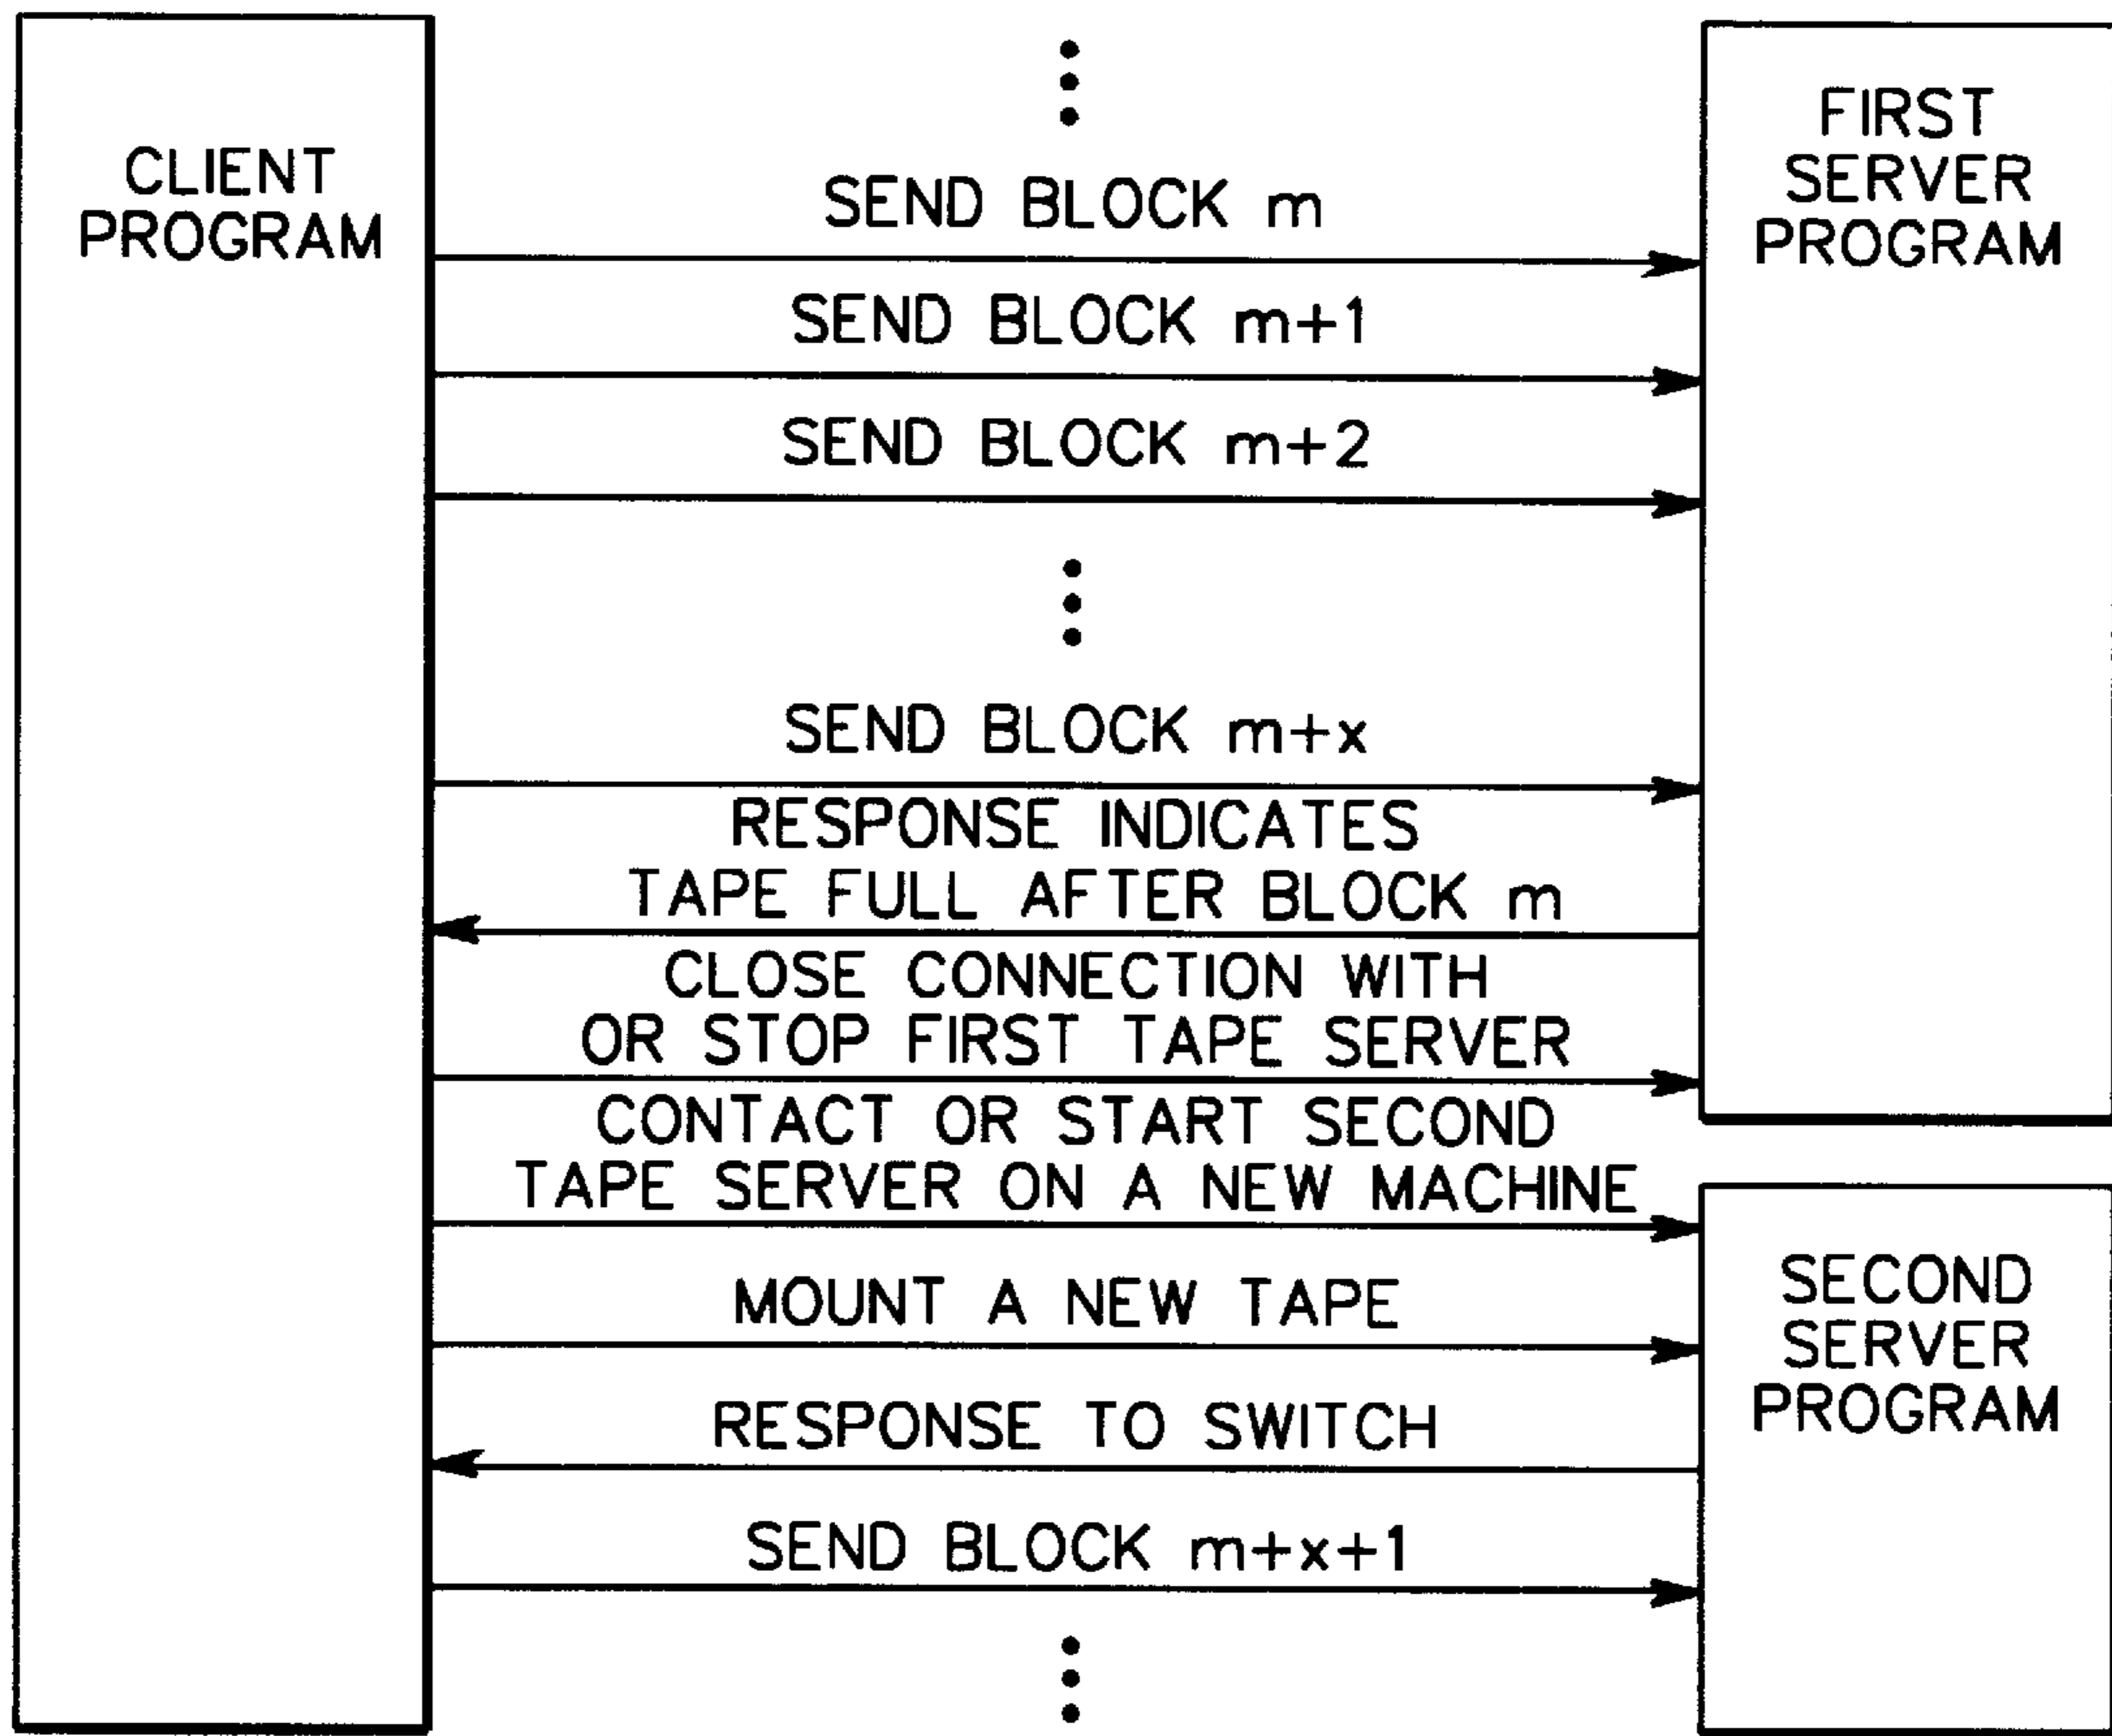 CLIENT
PROGRAM
FIRST
SERVER
PROGRAM
SEND BLOCK m
SEND BLOCK m+1
SEND BLOCK m+2
SEND BLOCK m+x
RESPONSE INDICATES
TAPE FULL AFTER BLOCK m
CLOSE CONNECTION WITH
OR STOP FIRST TAPE SERVER
CONTACT OR START SECOND
TAPE SERVER ON A NEW MACHINE
SECOND
SERVER
PROGRAM
MOUNT A NEW TAPE
RESPONSE TO SWITCH
SEND BLOCK m+x+1